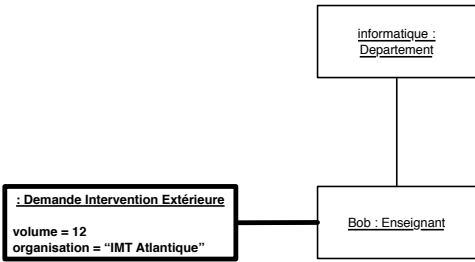 informatique :
Departement
: Demande Intervention Extérieure
volume = 12
organisation = “IMT Atlantique”
Bob : Enseignant